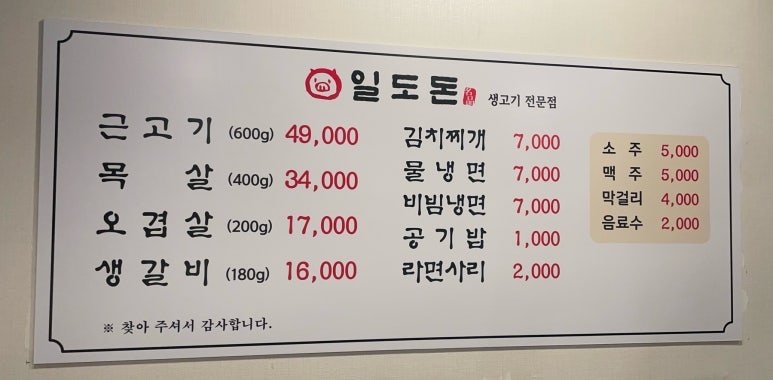 일도돈 생고기 전문점
근고기 (600g) 49,000
목살 (400g) 34,000
오겹살 (200g) 17,000
생갈비 (180g) 16,000
김치찌개 7,000
물냉면 7,000
비빔냉면 7,000
공기밥 1,000
라면사리 2,000
소주 5,000
맥주 5,000
막걸리 4,000
음료수 2,000
※ 찾아 주셔서 감사합니다.